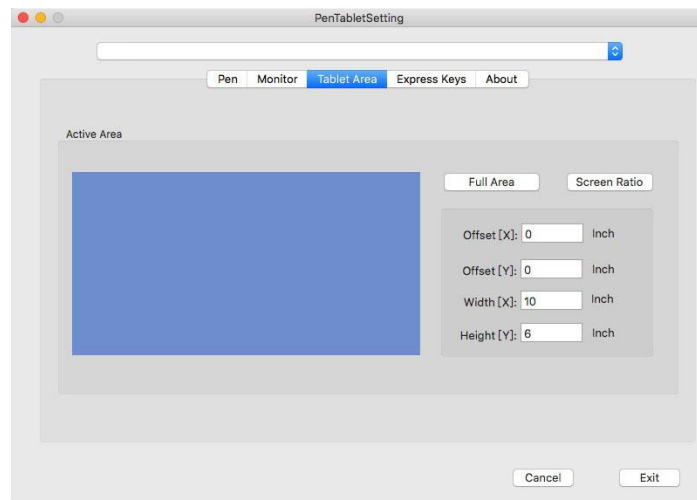 PenTabletSetting
Pen Monitor Tablet Area Express Keys About
Active Area
Full Area Screen Ratio
Offset [X]: 0 Inch
Offset [Y]: 0 Inch
Width [X]: 10 Inch
Height [Y]: 6 Inch
Cancel Exit